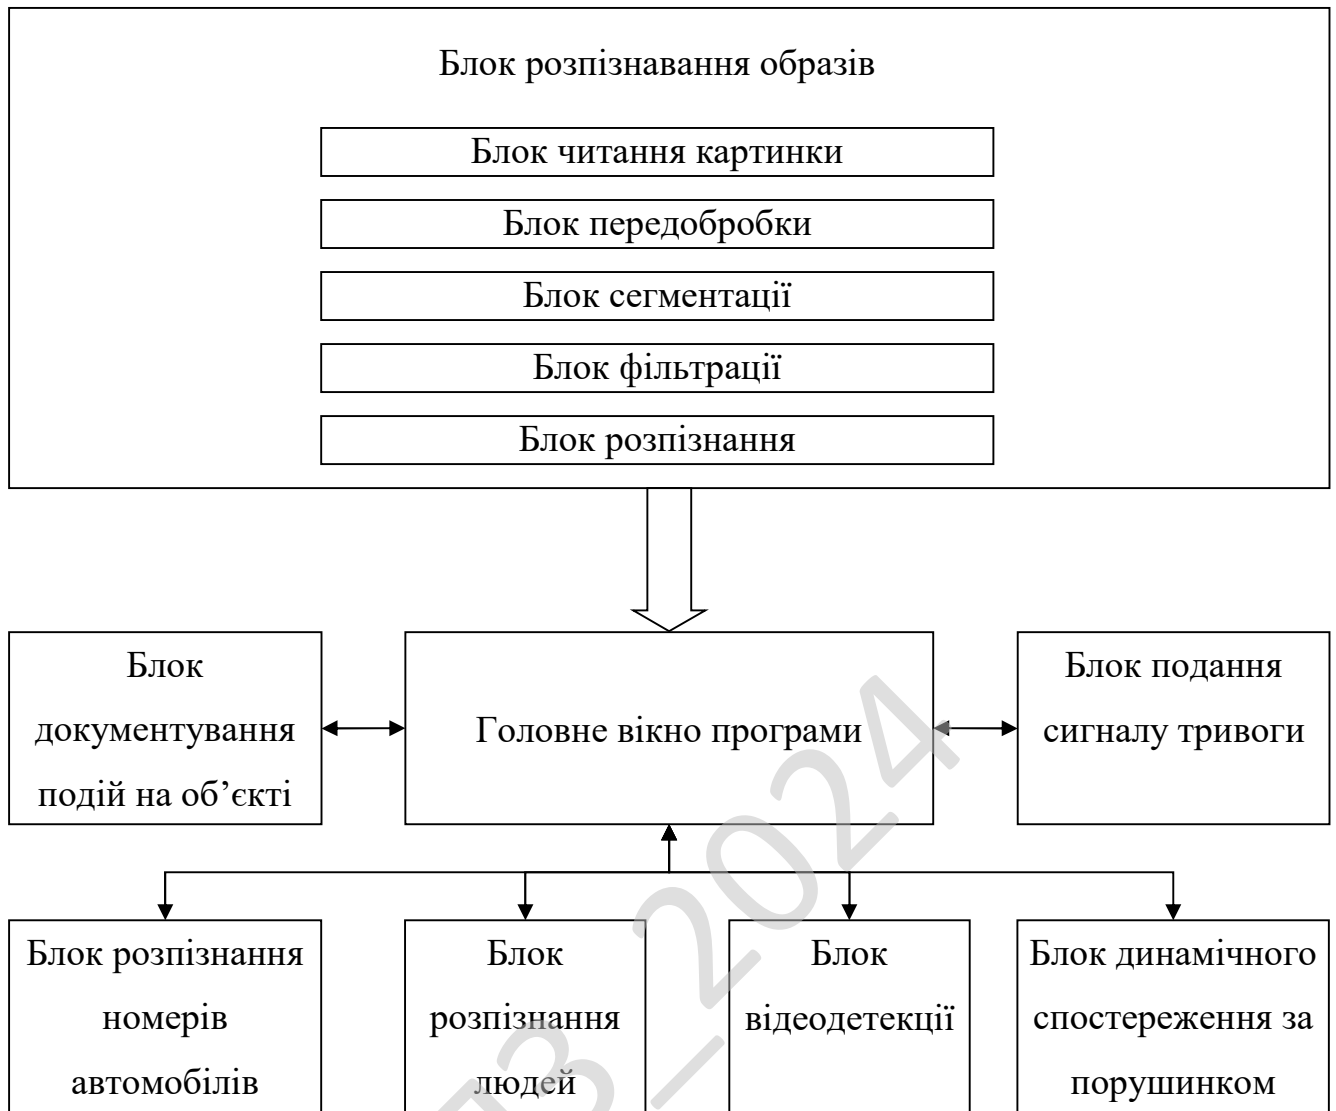 Блок розпізнавання образів
Блок читання картинки
Блок передобробки
Блок сегментації
Блок фільтрації
Блок розпізнання
Блок
документування
подій на об’єкті
Головне вікно програми
Блок подання
сигналу тривоги
Блок розпізнання
номерів
автомобілів
Блок
розпізнання
людей
Блок
відеодетекції
Блок динамічного
спостереження за
порушинком